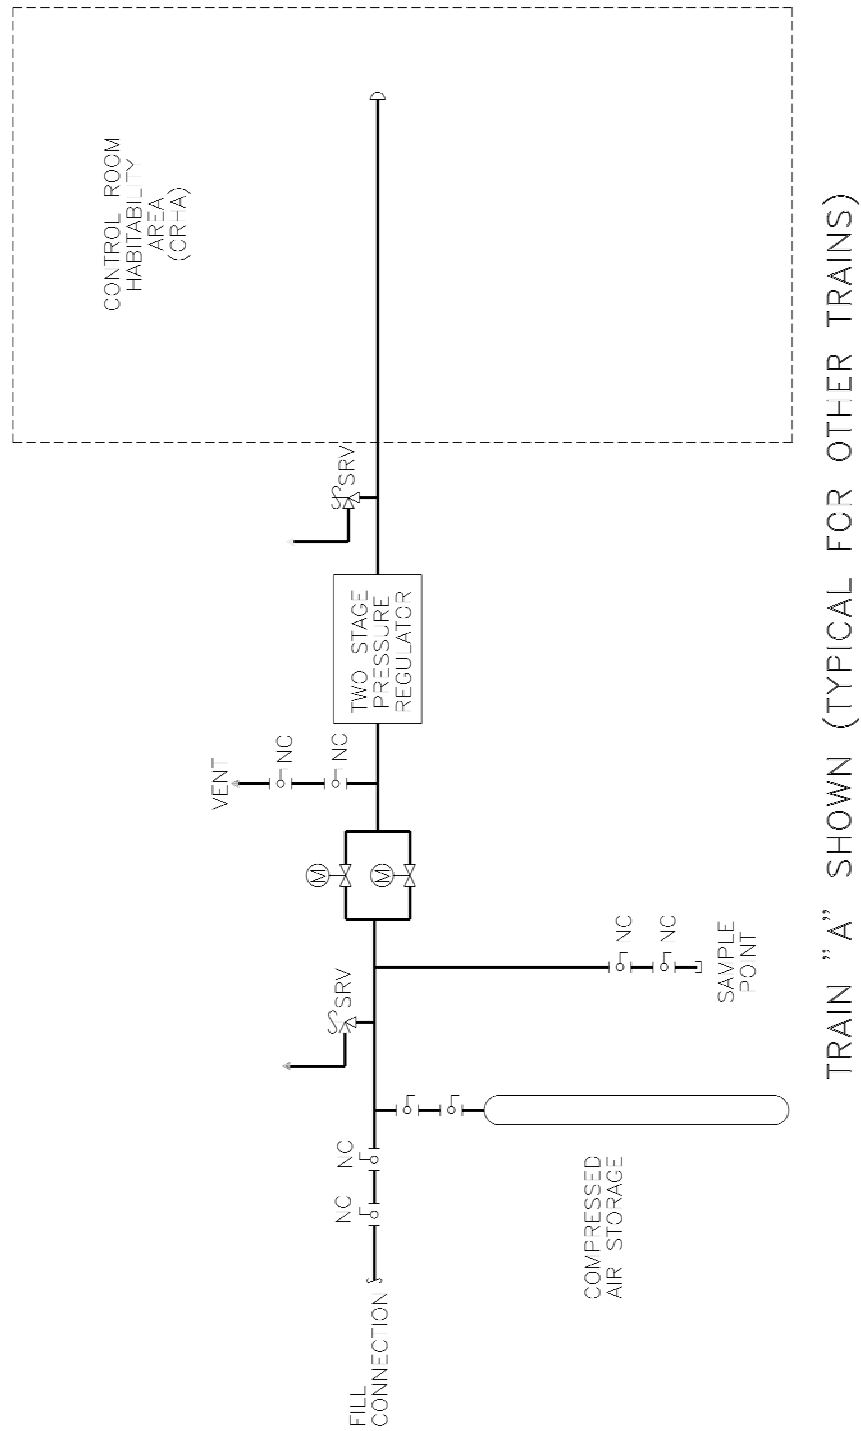 CONTROL ROOM
HABITABILITY
AREA
(CRHA)
SRV
TWO STAGE
PRESSURE
REGULATOR
NC
NC
VENT
M
M
NC
NC
SAVPLE
POINT
SRV
NC
NC
COMPRESSED
AIR STORAGE
FILL
CONNECTION
TRAIN "A" SHOWN (TYPICAL FOR OTHER TRAINS)